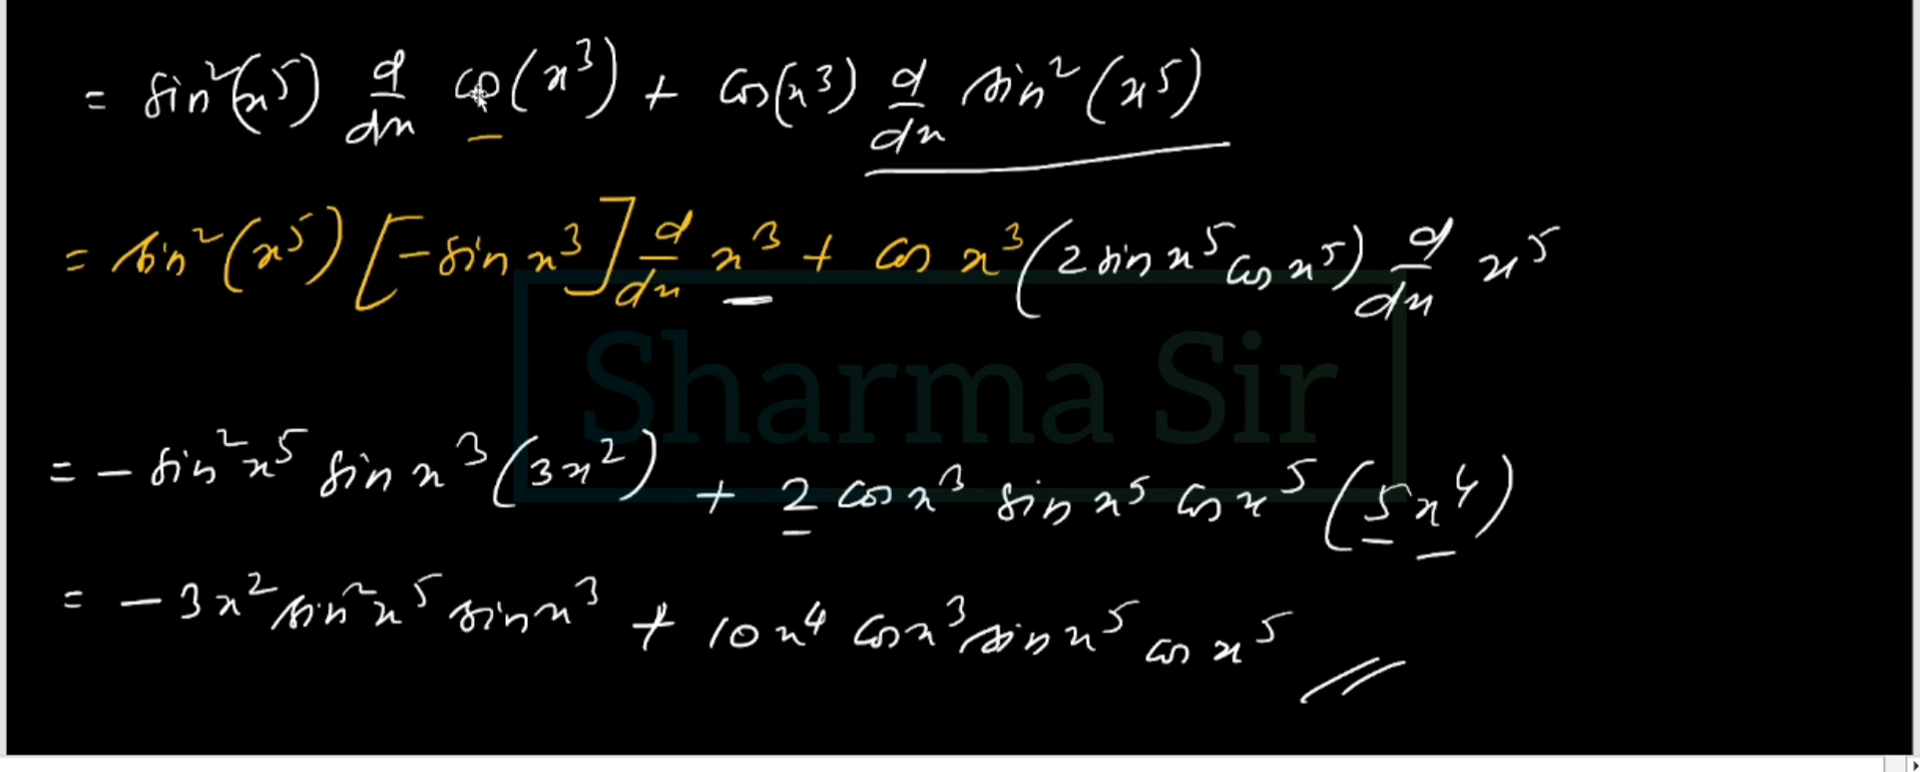 = sin²(x⁵) d/dx cos(x³) + cos(x³) d/dx sin²(x⁵)
= sin²(x⁵) [-sin x³] d/dx x³ + cos x³ (2 sin x⁵ cos x⁵) d/dx x⁵
Sharma Sir
= - sin²x⁵ sin x³ (3x²) + 2 cos x³ sin x⁵ cos x⁵ (5x⁴)
= - 3x² sin²x⁵ sin x³ + 10x⁴ cos x³ sin x⁵ cos x⁵